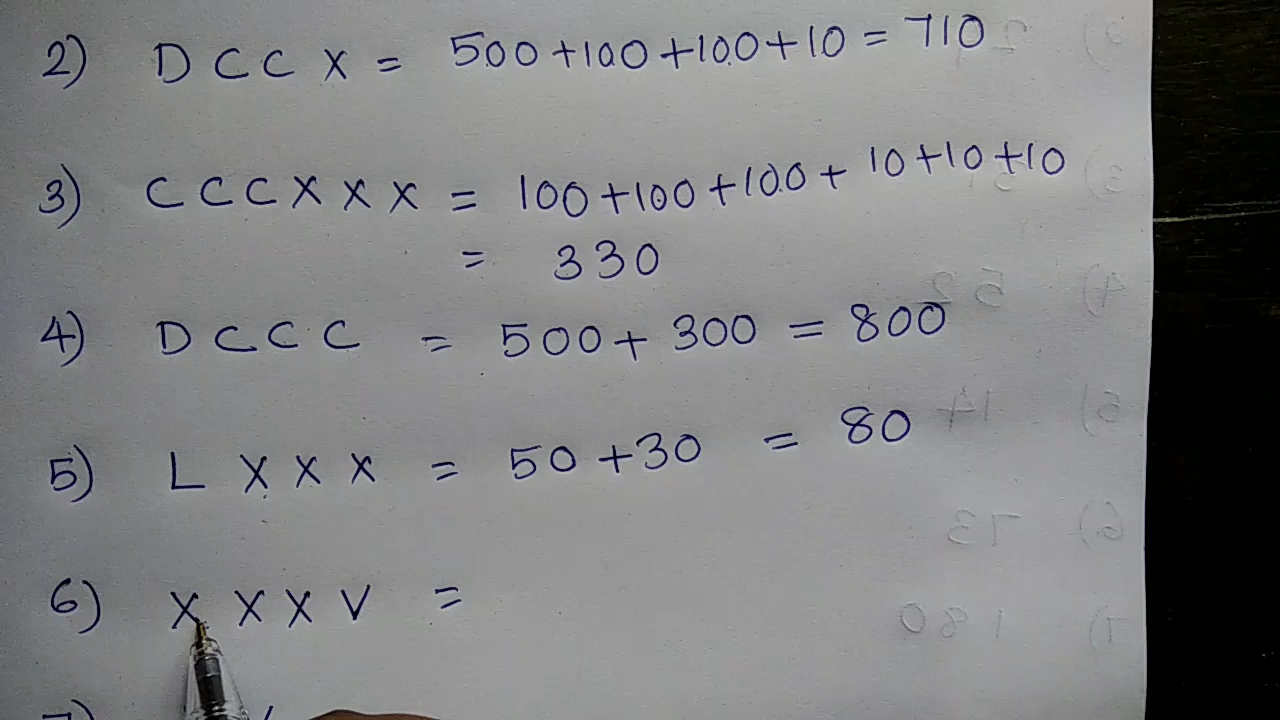 2) DCCX = 500+100+100+10 = 710
3) CCCXXX = 100+100+100+10+10+10
= 330
4) DCCC = 500+300 = 800
5) LXXX = 50+30 = 80
6) XXXV =